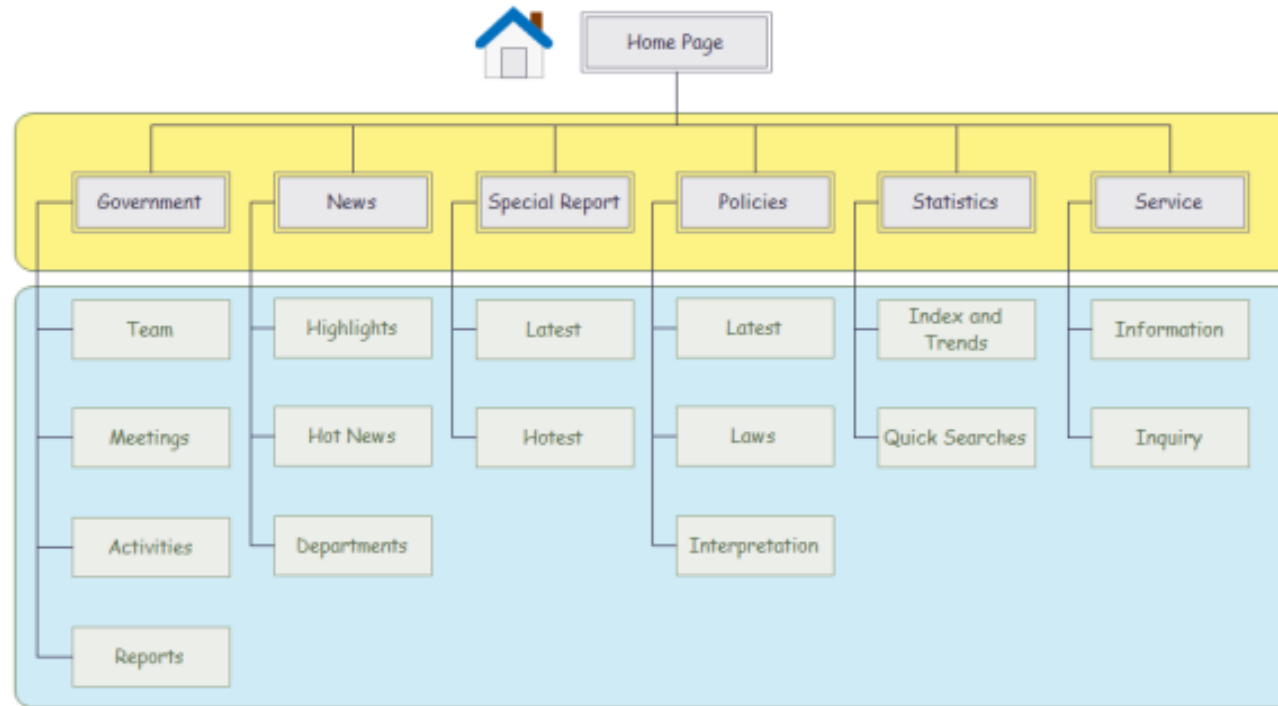 Home Page
Government
News
Special Report
Policies
Statistics
Service
Team
Highlights
Latest
Latest
Index and
Trends
Information
Meetings
Hot News
Hotest
Laws
Quick Searches
Inquiry
Activities
Departments
Interpretation
Reports